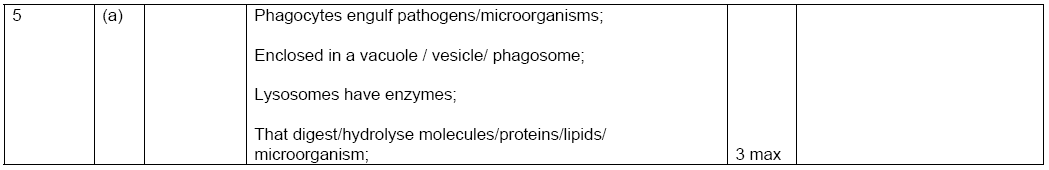 5 (a) Phagocytes engulf pathogens/microorganisms;
Enclosed in a vacuole / vesicle/ phagosome;
Lysosomes have enzymes;
That digest/hydrolyse molecules/proteins/lipids/
microorganism; 3 max